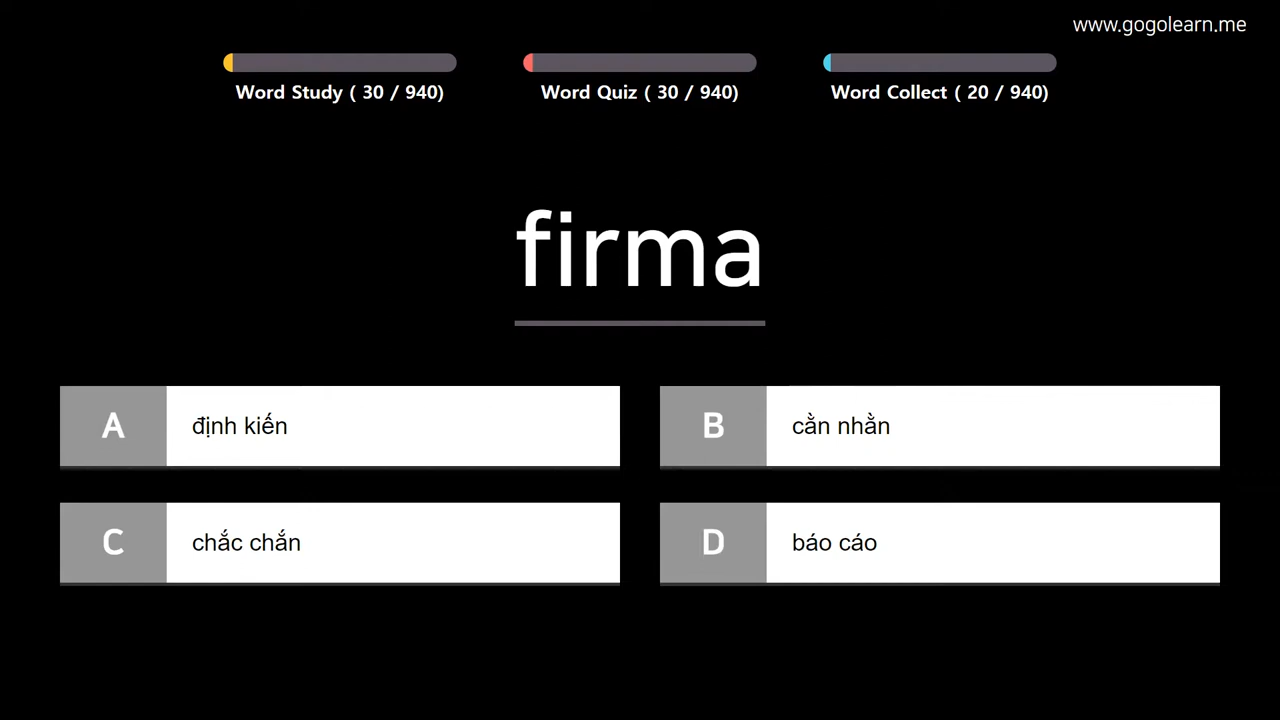 www.gogolearn.me
Word Study ( 30 / 940)
Word Quiz ( 30 / 940)
Word Collect ( 20 / 940)
firma
A định kiến
B cằn nhằn
C chắc chắn
D báo cáo